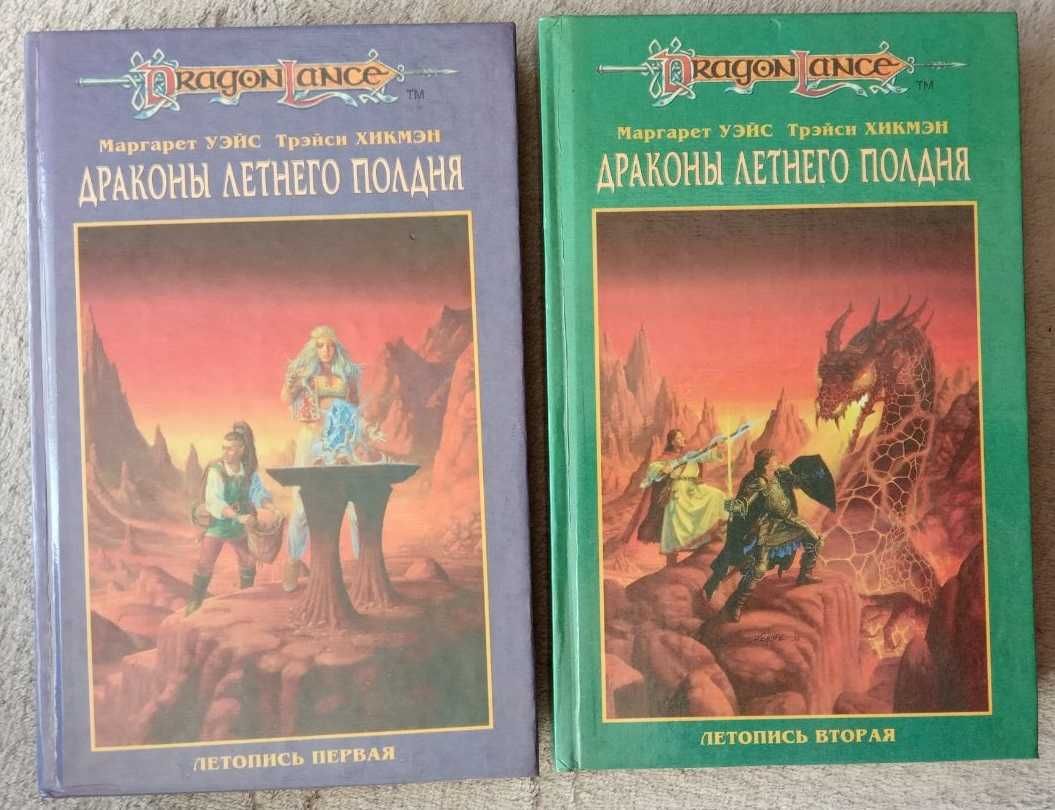 DRAGONLANCE
TM
Маргарет УЭЙС Трэйси ХИКМЭН
ДРАКОНЫ ЛЕТНЕГО ПОЛДНЯ
ЛЕТОПИСЬ ПЕРВАЯ
DRAGONLANCE
TM
Маргарет УЭЙС Трэйси ХИКМЭН
ДРАКОНЫ ЛЕТНЕГО ПОЛДНЯ
ЛЕТОПИСЬ ВТОРАЯ